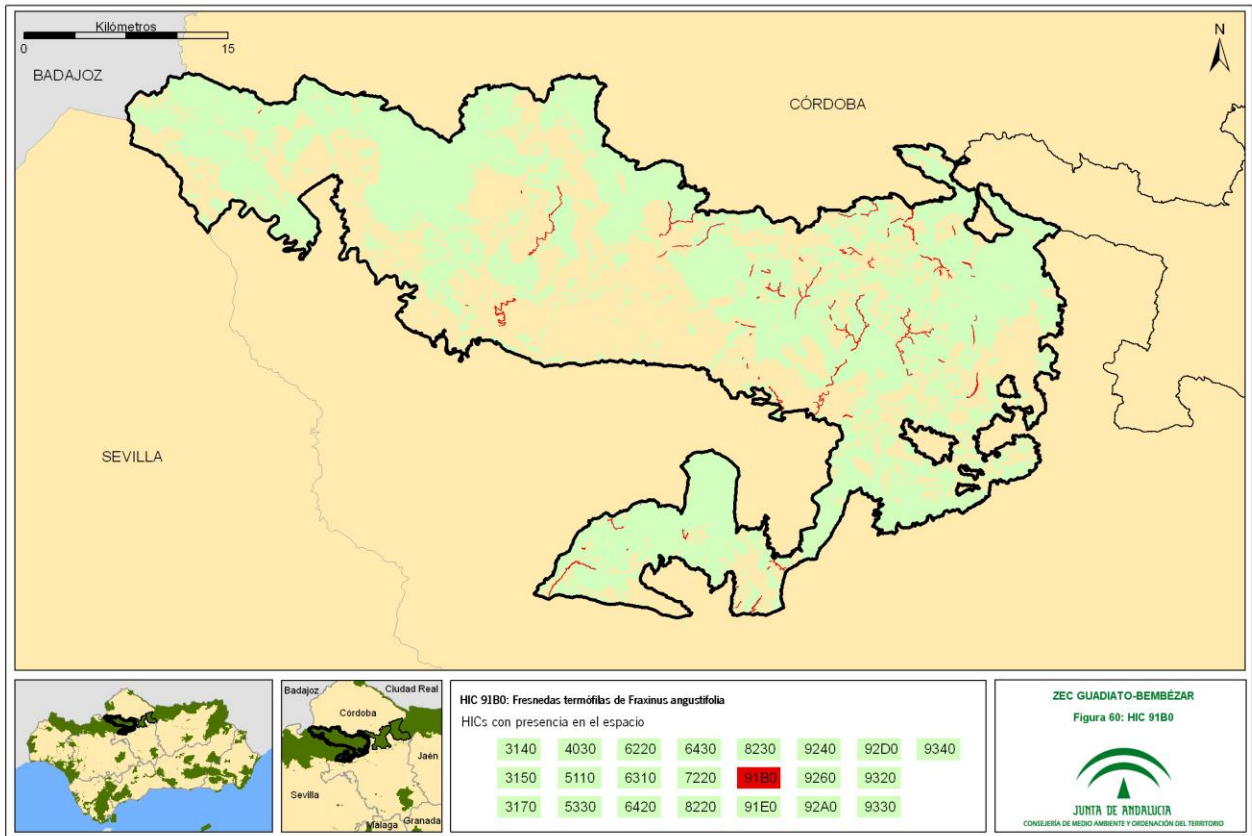 Kilómetros
0 15
BADAJOZ
N
CÓRDOBA
SEVILLA
Badajoz
Ciudad Real
Córdoba
Jaén
Sevilla
Málaga
Granada
HIC 91B0: Fresnedas termófilas de Fraxinus angustifolia
HICs con presencia en el espacio
3140 4030 6220 6430 8230 9240 92D0 9340
3150 5110 6310 7220 91B0 9260 9320
3170 5330 6420 8220 91E0 92A0 9330
ZEC GUADIATO-BEMBÉZAR
Figura 60: HIC 91B0
JUNTA DE ANDALUCIA
CONSEJERÍA DE MEDIO AMBIENTE Y ORDENACIÓN DEL TERRITORIO